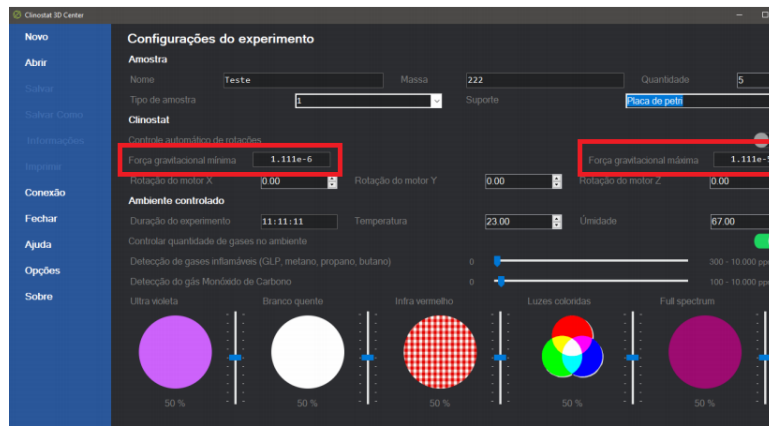 Clinostat 3D Center
Novo
Abrir
Salvar
Salvar Como
Informações
Imprimir
Conexão
Fechar
Ajuda
Opções
Sobre
Configurações do experimento
Amostra
Nome Teste Massa 222 Quantidade 5
Tipo de amostra 1 Suporte Placa de petri
Clinostat
Controle automático de rotações
Força gravitacional mínima 1.111e-6 Força gravitacional máxima 1.111e-5
Rotação do motor X 0.00 Rotação do motor Y 0.00 Rotação do motor Z 0.00
Ambiente controlado
Duração do experimento 11:11:11 Temperatura 23.00 Úmidade 67.00
Controlar quantidade de gases no ambiente
Detecção de gases inflamáveis (GLP, metano, propano, butano) 0 300 - 10.000 ppm
Detecção do gás Monóxido de Carbono 0 100 - 10.000 ppm
Ultra violeta Branco quente Infra vermelho Luzes coloridas Full spectrum
50 % 50 % 50 % 50 % 50 %